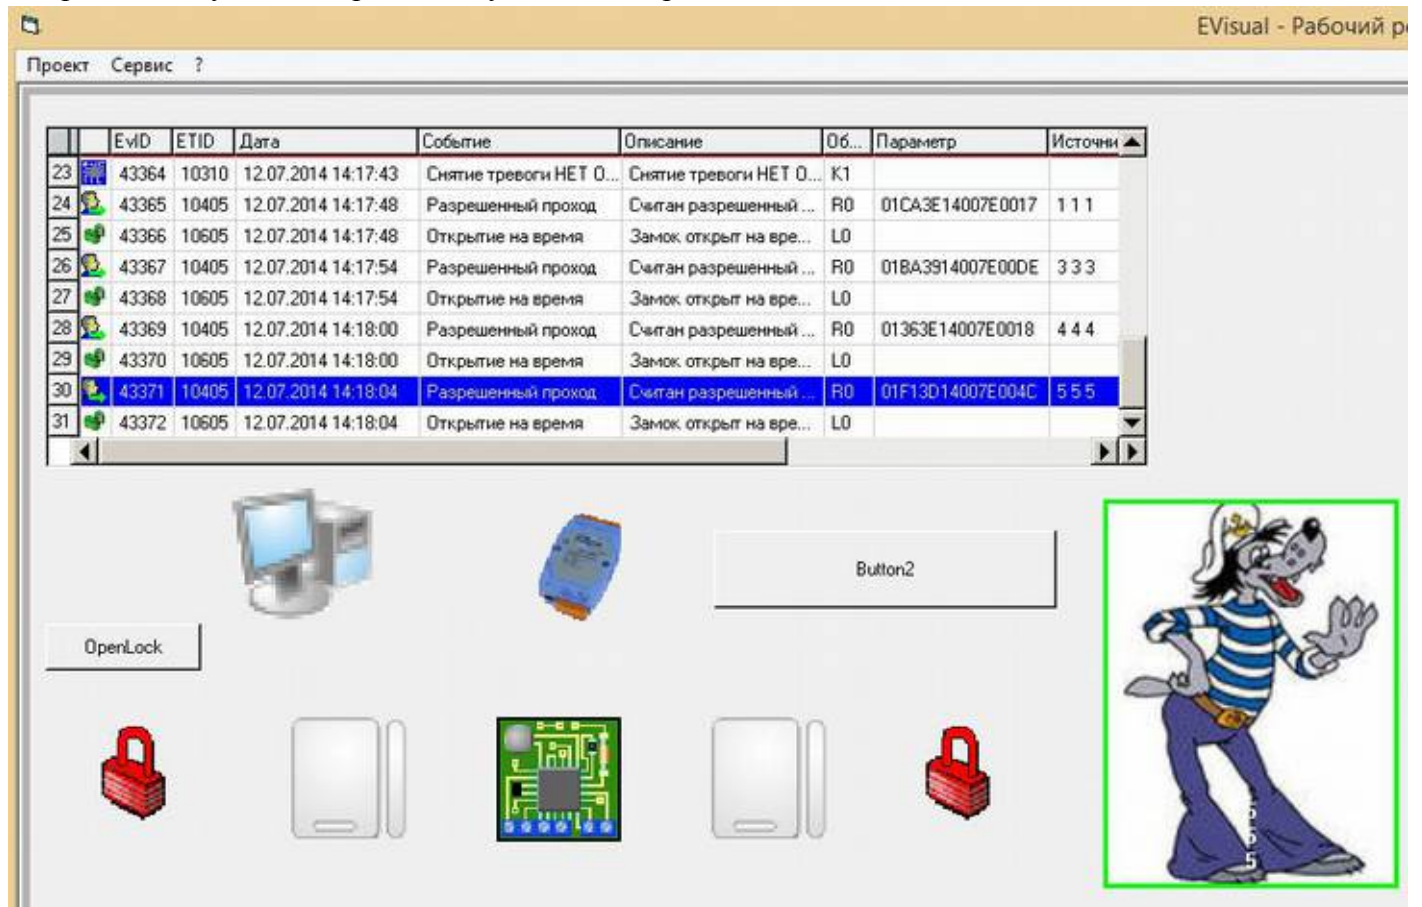 EVisual - Рабочий ре
Проект Сервис ?
EvID ETID Дата Событие Описание Об... Параметр Источни
23 43364 10310 12.07.2014 14:17:43 Снятие тревоги НЕТ О... Снятие тревоги НЕТ О... K1
24 43365 10405 12.07.2014 14:17:48 Разрешенный проход Считан разрешенный ... R0 01CA3E14007E0017 1 1 1
25 43366 10605 12.07.2014 14:17:48 Открытие на время Замок открыт на вре... L0
26 43367 10405 12.07.2014 14:17:54 Разрешенный проход Считан разрешенный ... R0 01BA3914007E00DE 3 3 3
27 43368 10605 12.07.2014 14:17:54 Открытие на время Замок открыт на вре... L0
28 43369 10405 12.07.2014 14:18:00 Разрешенный проход Считан разрешенный ... R0 01363E14007E0018 4 4 4
29 43370 10605 12.07.2014 14:18:00 Открытие на время Замок открыт на вре... L0
30 43371 10405 12.07.2014 14:18:04 Разрешенный проход Считан разрешенный ... R0 01F13D14007E004C 5 5 5
31 43372 10605 12.07.2014 14:18:04 Открытие на время Замок открыт на вре... L0
Button2
OpenLock
5
5
5